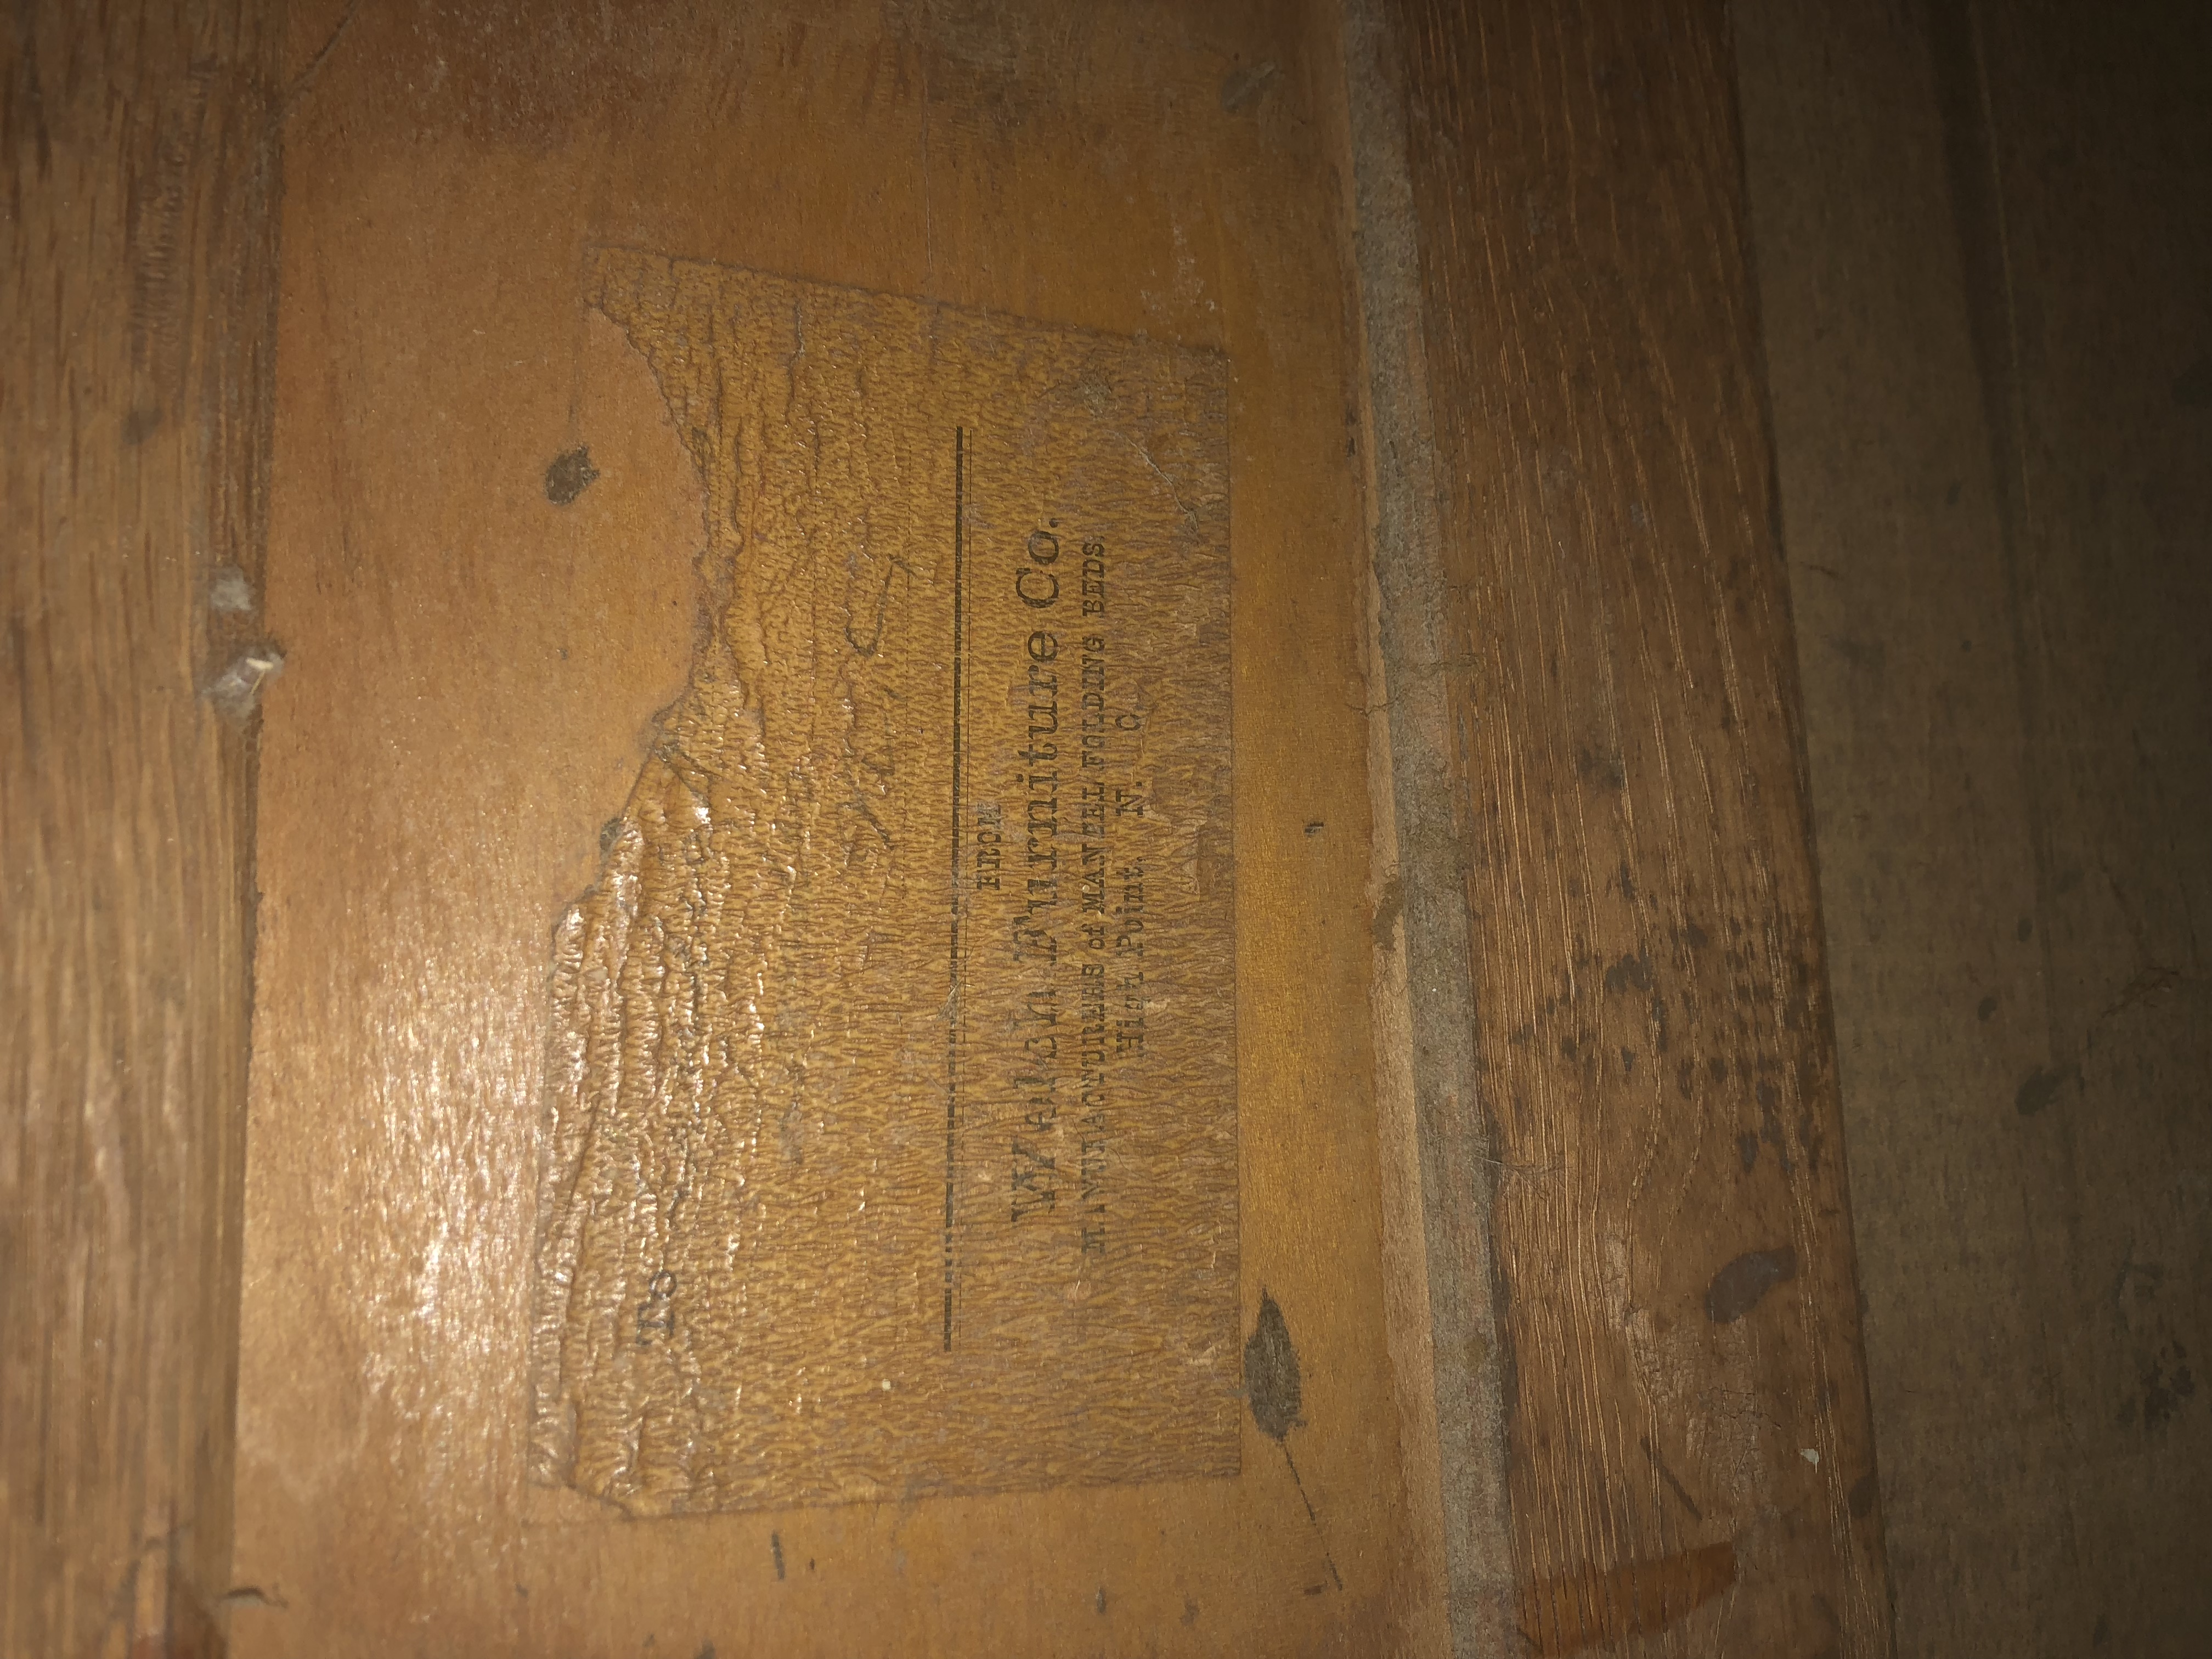 To
FROM
Welch Furniture Co.
MANUFACTURERS of MANTEL FOLDING BEDS.
High Point, N. C.